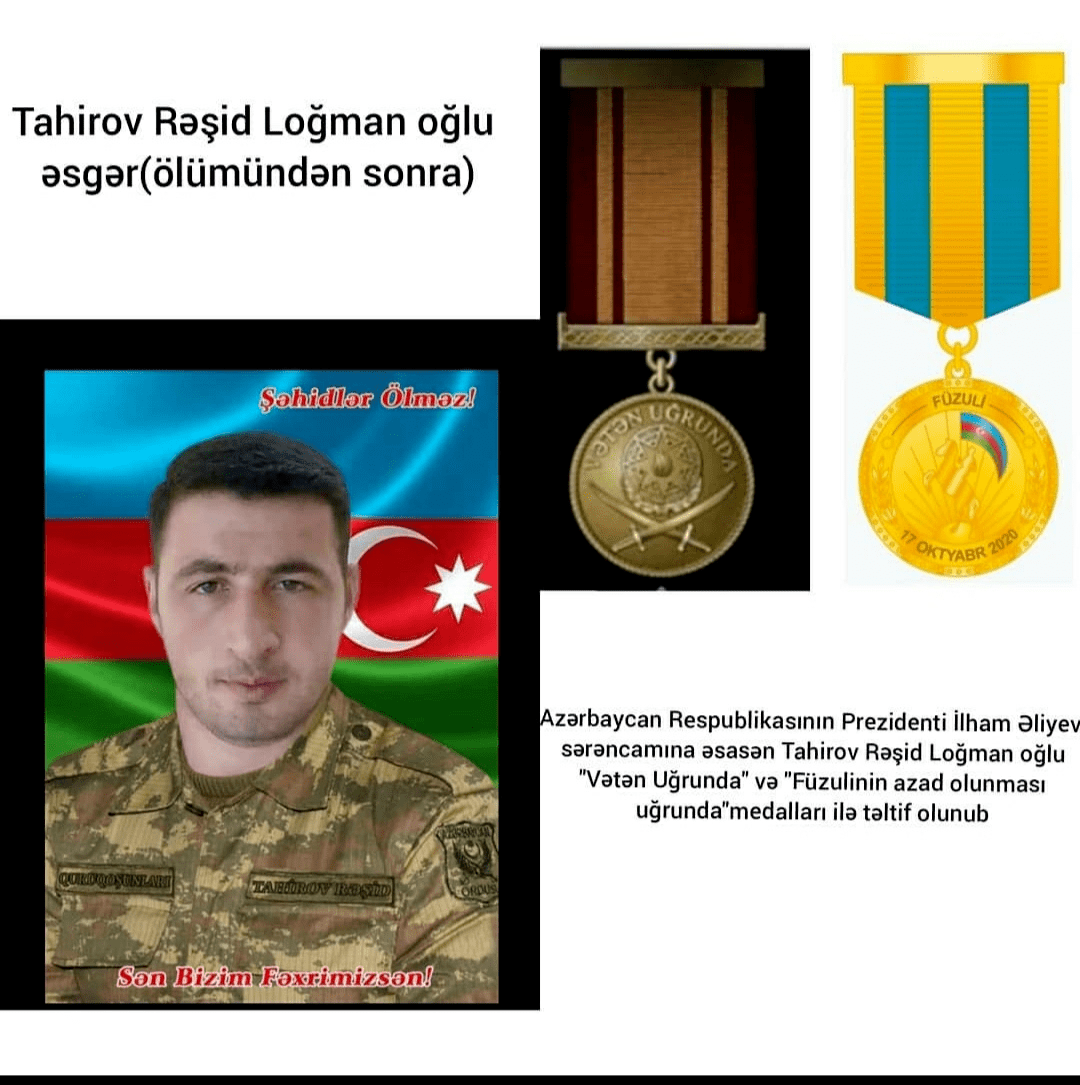 Tahirov Rəşid Loğman oğlu
əsgər(ölümündən sonra)
VƏTƏN UĞRUNDA
FÜZULİ
17 OKTYABR 2020
Şəhidlər Ölməz!
QURUQOŞUNLARI
TAHİROV RƏŞİD
ORDUSU
Sən Bizim Fəxrimizsən!
Azərbaycan Respublikasının Prezidenti İlham Əliyev
sərəncamına əsasən Tahirov Rəşid Loğman oğlu
"Vətən Uğrunda" və "Füzulinin azad olunması
uğrunda"medalları ilə təltif olunub